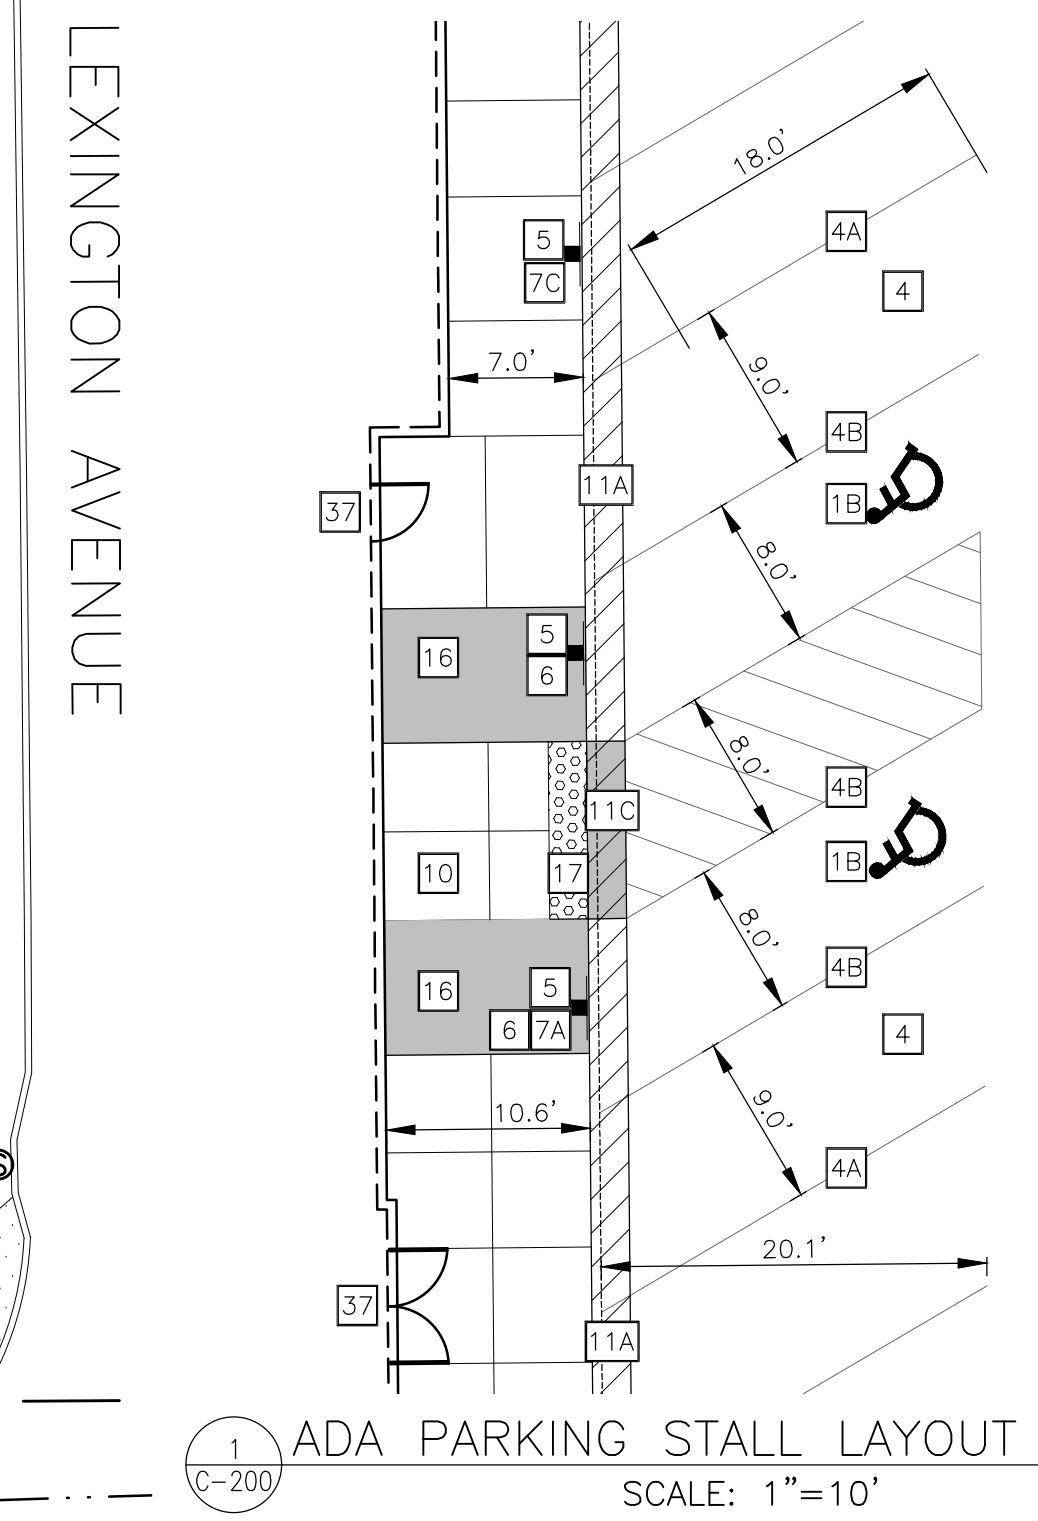 LEXINGTON AVENUE
18.0'
4A
5
4
7C
7.0'
9.0'
4B
11A
1B
37
8.0'
5
16
6
8.0'
4B
11C
1B
10
17
8.0'
4B
16
5
6
7A
4
9.0'
10.6'
S
4A
20.1'
37
11A
1
C-200
ADA PARKING STALL LAYOUT
SCALE: 1"=10'